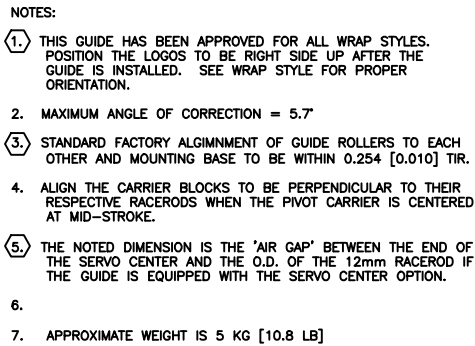 NOTES:
1. THIS GUIDE HAS BEEN APPROVED FOR ALL WRAP STYLES.
POSITION THE LOGOS TO BE RIGHT SIDE UP AFTER THE
GUIDE IS INSTALLED. SEE WRAP STYLE FOR PROPER
ORIENTATION.
2. MAXIMUM ANGLE OF CORRECTION = 5.7°
3. STANDARD FACTORY ALGIMNMENT OF GUIDE ROLLERS TO EACH
OTHER AND MOUNTING BASE TO BE WITHIN 0.254 [0.010] TIR.
4. ALIGN THE CARRIER BLOCKS TO BE PERPENDICULAR TO THEIR
RESPECTIVE RACERODS WHEN THE PIVOT CARRIER IS CENTERED
AT MID-STROKE.
5. THE NOTED DIMENSION IS THE 'AIR GAP' BETWEEN THE END OF
THE SERVO CENTER AND THE O.D. OF THE 12mm RACEROD IF
THE GUIDE IS EQUIPPED WITH THE SERVO CENTER OPTION.
6.
7. APPROXIMATE WEIGHT IS 5 KG [10.8 LB]